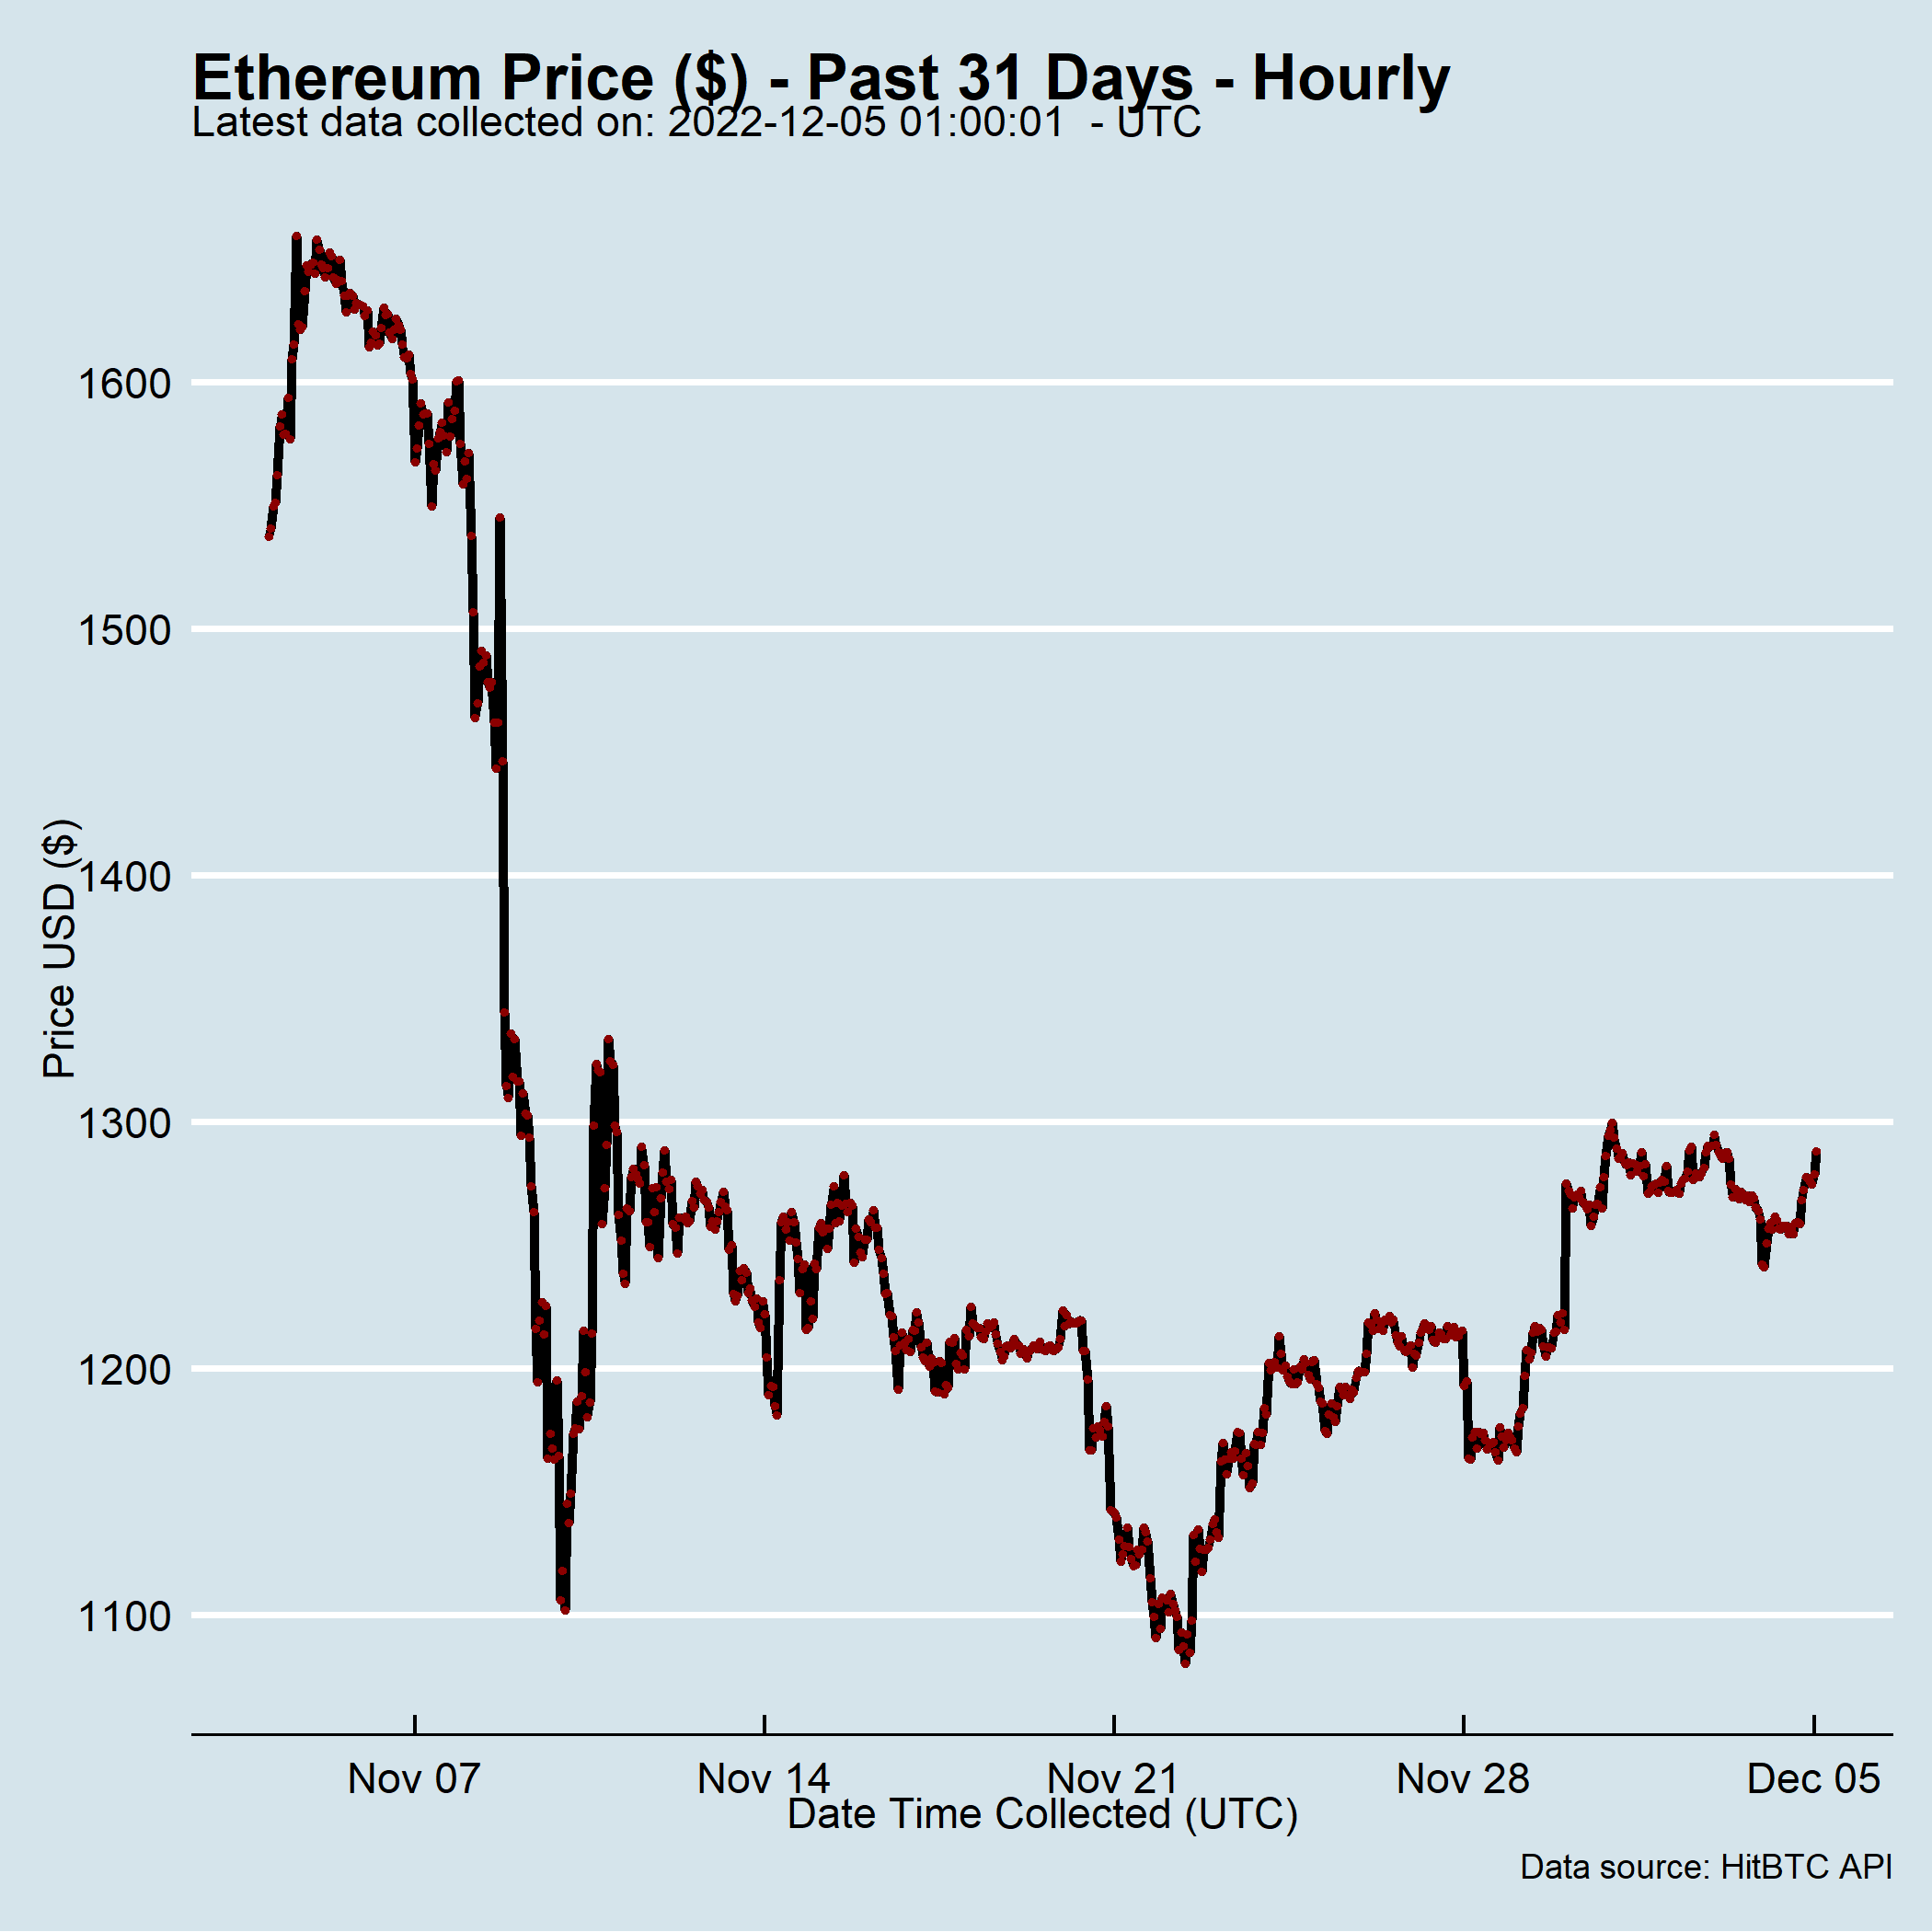 Ethereum Price ($) - Past 31 Days - Hourly
Latest data collected on: 2022-12-05 01:00:01  - UTC
Price USD ($)
1600
1500
1400
1300
1200
1100
Nov 07
Nov 14
Nov 21
Nov 28
Dec 05
Date Time Collected (UTC)
Data source: HitBTC API